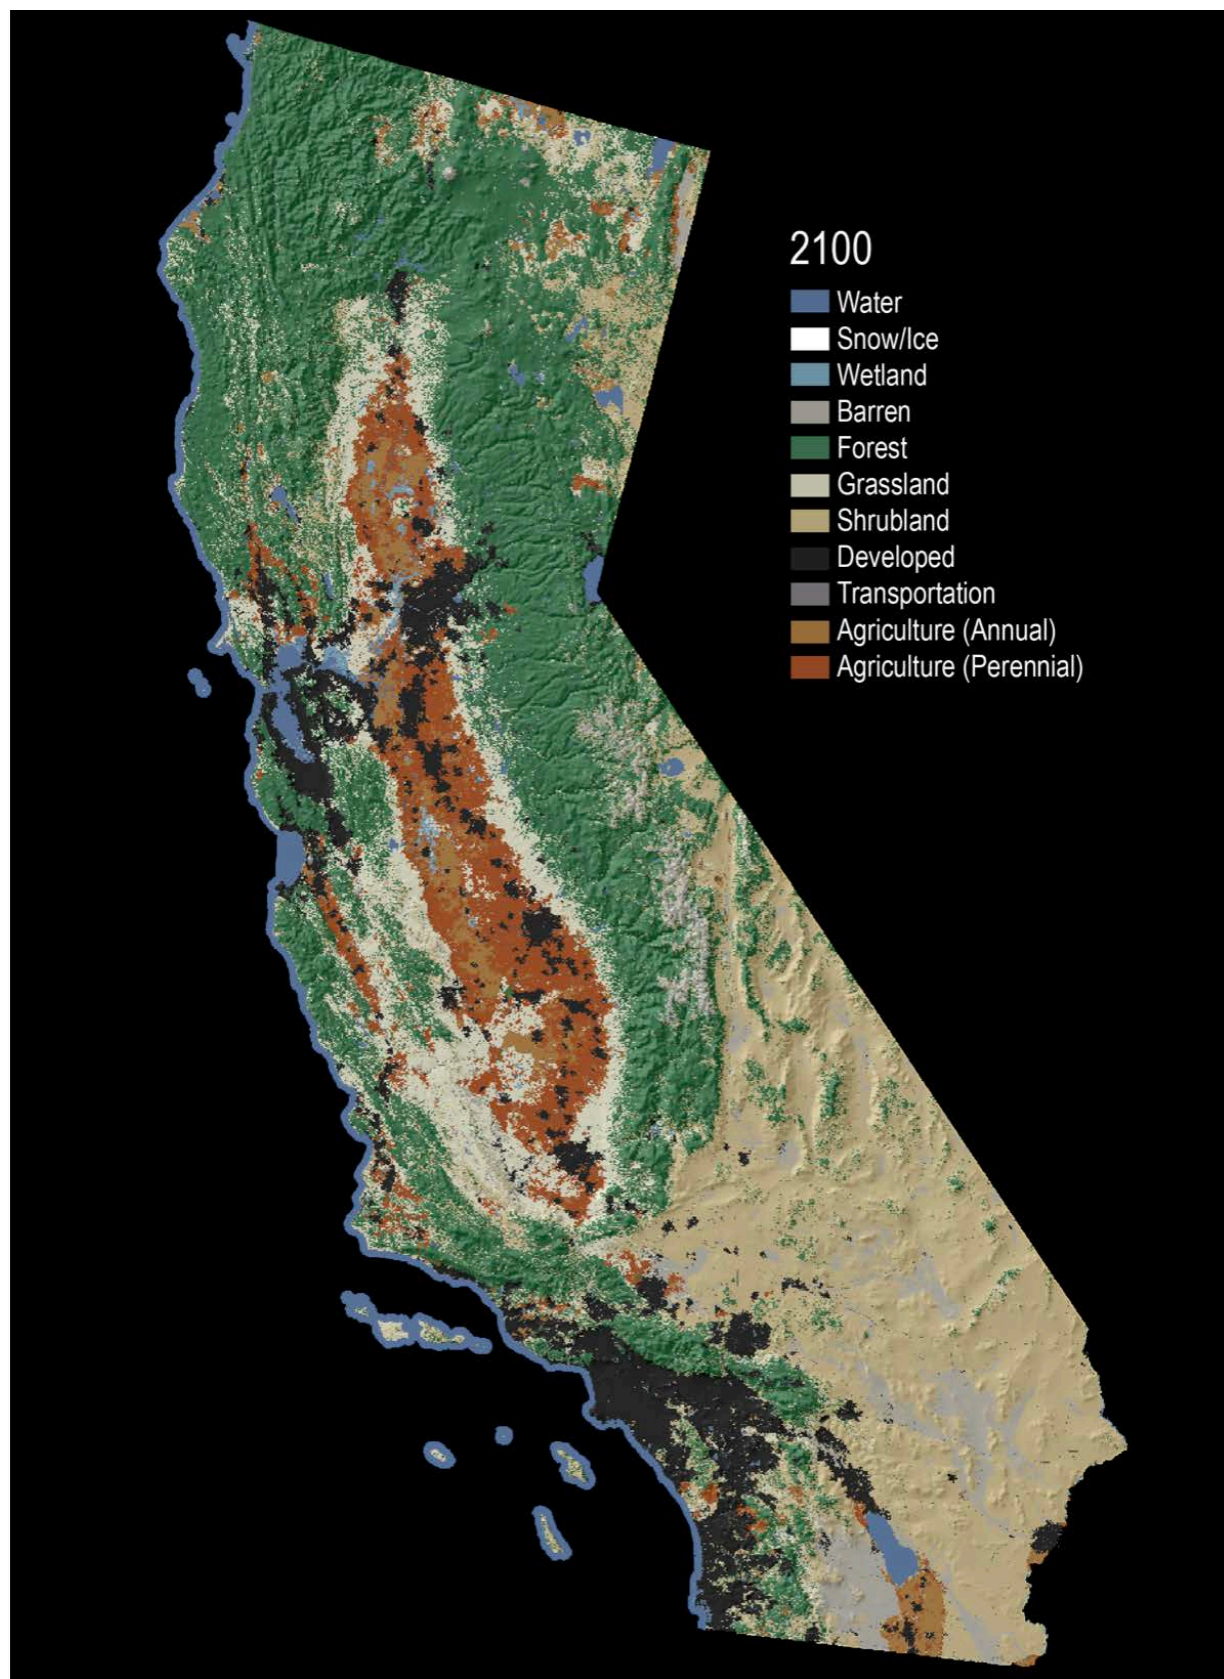 2100
Water
Snow/Ice
Wetland
Barren
Forest
Grassland
Shrubland
Developed
Transportation
Agriculture (Annual)
Agriculture (Perennial)